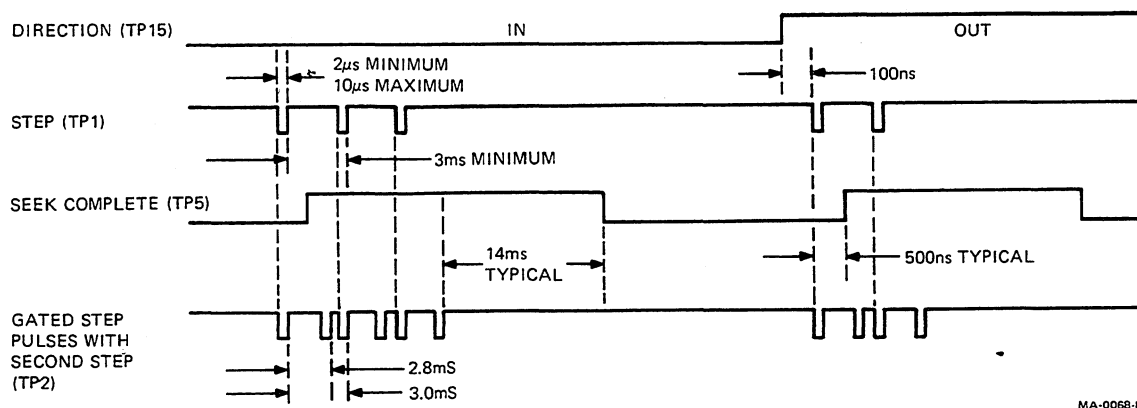 DIRECTION (TP15)
IN
OUT
2μs MINIMUM
10μs MAXIMUM
100ns
STEP (TP1)
3ms MINIMUM
SEEK COMPLETE (TP5)
14ms
TYPICAL
500ns TYPICAL
GATED STEP
PULSES WITH
SECOND STEP
(TP2)
2.8mS
3.0mS